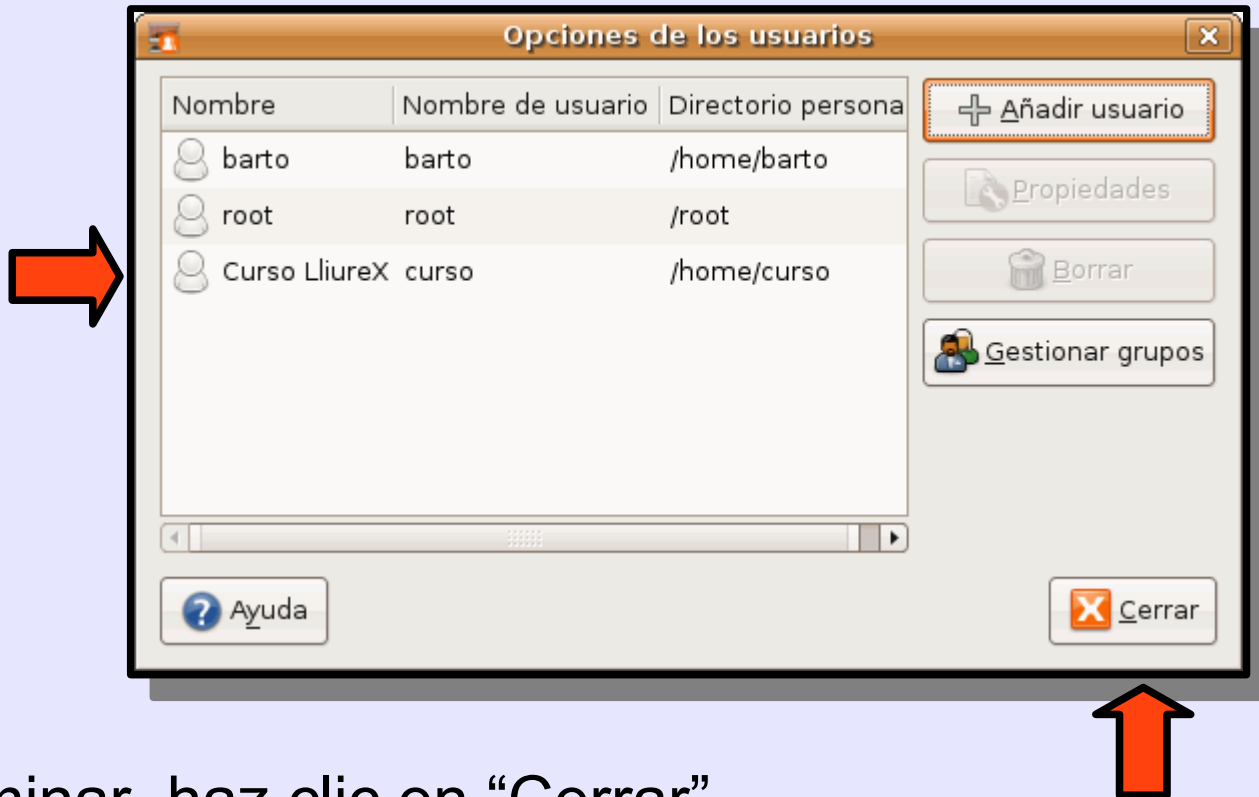 Opciones de los usuarios
Nombre Nombre de usuario Directorio persona
barto barto /home/barto
root root /root
Curso LliureX curso /home/curso
Añadir usuario
Propiedades
Borrar
Gestionar grupos
Ayuda
Cerrar
haz clic en “Cerrar”